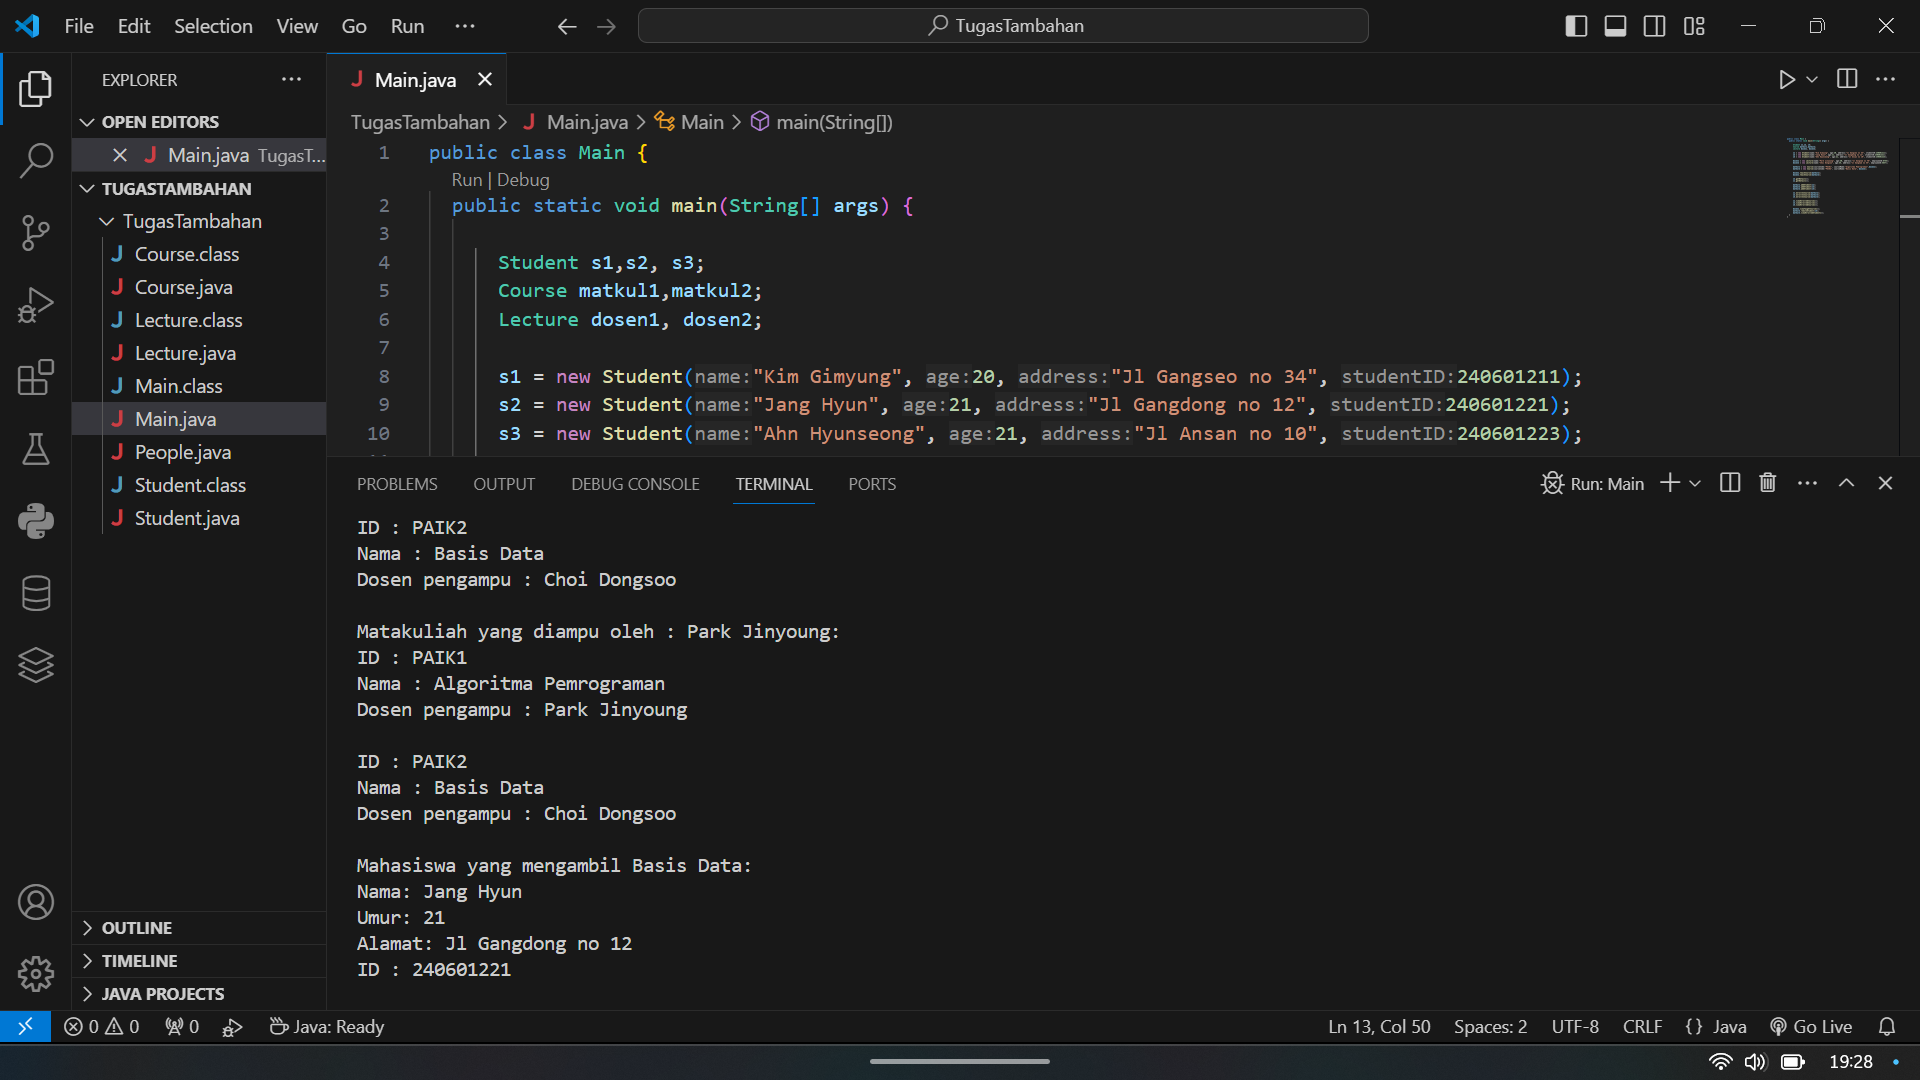 File Edit Selection View Go Run ···
TugasTambahan
EXPLORER
OPEN EDITORS
Main.java TugasT...
TUGASTAMBAHAN
TugasTambahan
Course.class
Course.java
Lecture.class
Lecture.java
Main.class
Main.java
People.java
Student.class
Student.java
OUTLINE
TIMELINE
JAVA PROJECTS
Main.java
TugasTambahan > Main.java > Main > main(String[])
1 public class Main {
Run | Debug
2 public static void main(String[] args) {
3
4 Student s1,s2, s3;
5 Course matkul1,matkul2;
6 Lecture dosen1, dosen2;
7
8 s1 = new Student(name:"Kim Gimyung", age:20, address:"Jl Gangseo no 34", studentID:240601211);
9 s2 = new Student(name:"Jang Hyun", age:21, address:"Jl Gangdong no 12", studentID:240601221);
10 s3 = new Student(name:"Ahn Hyunseong", age:21, address:"Jl Ansan no 10", studentID:240601223);
PROBLEMS OUTPUT DEBUG CONSOLE TERMINAL PORTS
Run: Main
ID : PAIK2
Nama : Basis Data
Dosen pengampu : Choi Dongsoo
Matakuliah yang diampu oleh : Park Jinyoung:
ID : PAIK1
Nama : Algoritma Pemrograman
Dosen pengampu : Park Jinyoung
ID : PAIK2
Nama : Basis Data
Dosen pengampu : Choi Dongsoo
Mahasiswa yang mengambil Basis Data:
Nama: Jang Hyun
Umur: 21
Alamat: Jl Gangdong no 12
ID : 240601221
0 0 0 Java: Ready
Ln 13, Col 50 Spaces: 2 UTF-8 CRLF {} Java Go Live
19:28